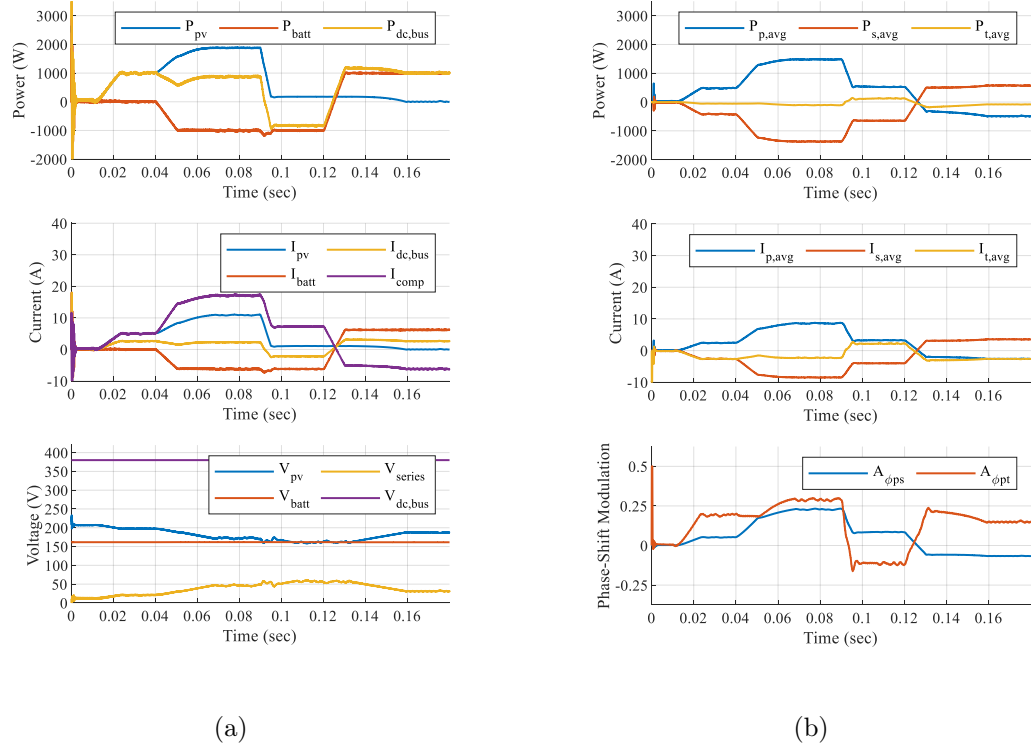 P_pv P_batt P_dc,bus
Power (W)
3000
2000
1000
0
-1000
-2000
0 0.02 0.04 0.06 0.08 0.1 0.12 0.14 0.16
Time (sec)
I_pv I_dc,bus
I_batt I_comp
Current (A)
40
30
20
10
0
-10
0 0.02 0.04 0.06 0.08 0.1 0.12 0.14 0.16
Time (sec)
V_pv V_series
V_batt V_dc,bus
Voltage (V)
400
350
300
250
200
150
100
50
0
0 0.02 0.04 0.06 0.08 0.1 0.12 0.14 0.16
Time (sec)
(a)
P_p,avg P_s,avg P_t,avg
Power (W)
3000
2000
1000
0
-1000
-2000
0 0.02 0.04 0.06 0.08 0.1 0.12 0.14 0.16
Time (sec)
I_p,avg I_s,avg I_t,avg
Current (A)
40
30
20
10
0
-10
0 0.02 0.04 0.06 0.08 0.1 0.12 0.14 0.16
Time (sec)
A_ϕps A_ϕpt
Phase-Shift Modulation
0.5
0.25
0
-0.25
0 0.02 0.04 0.06 0.08 0.1 0.12 0.14 0.16
Time (sec)
(b)